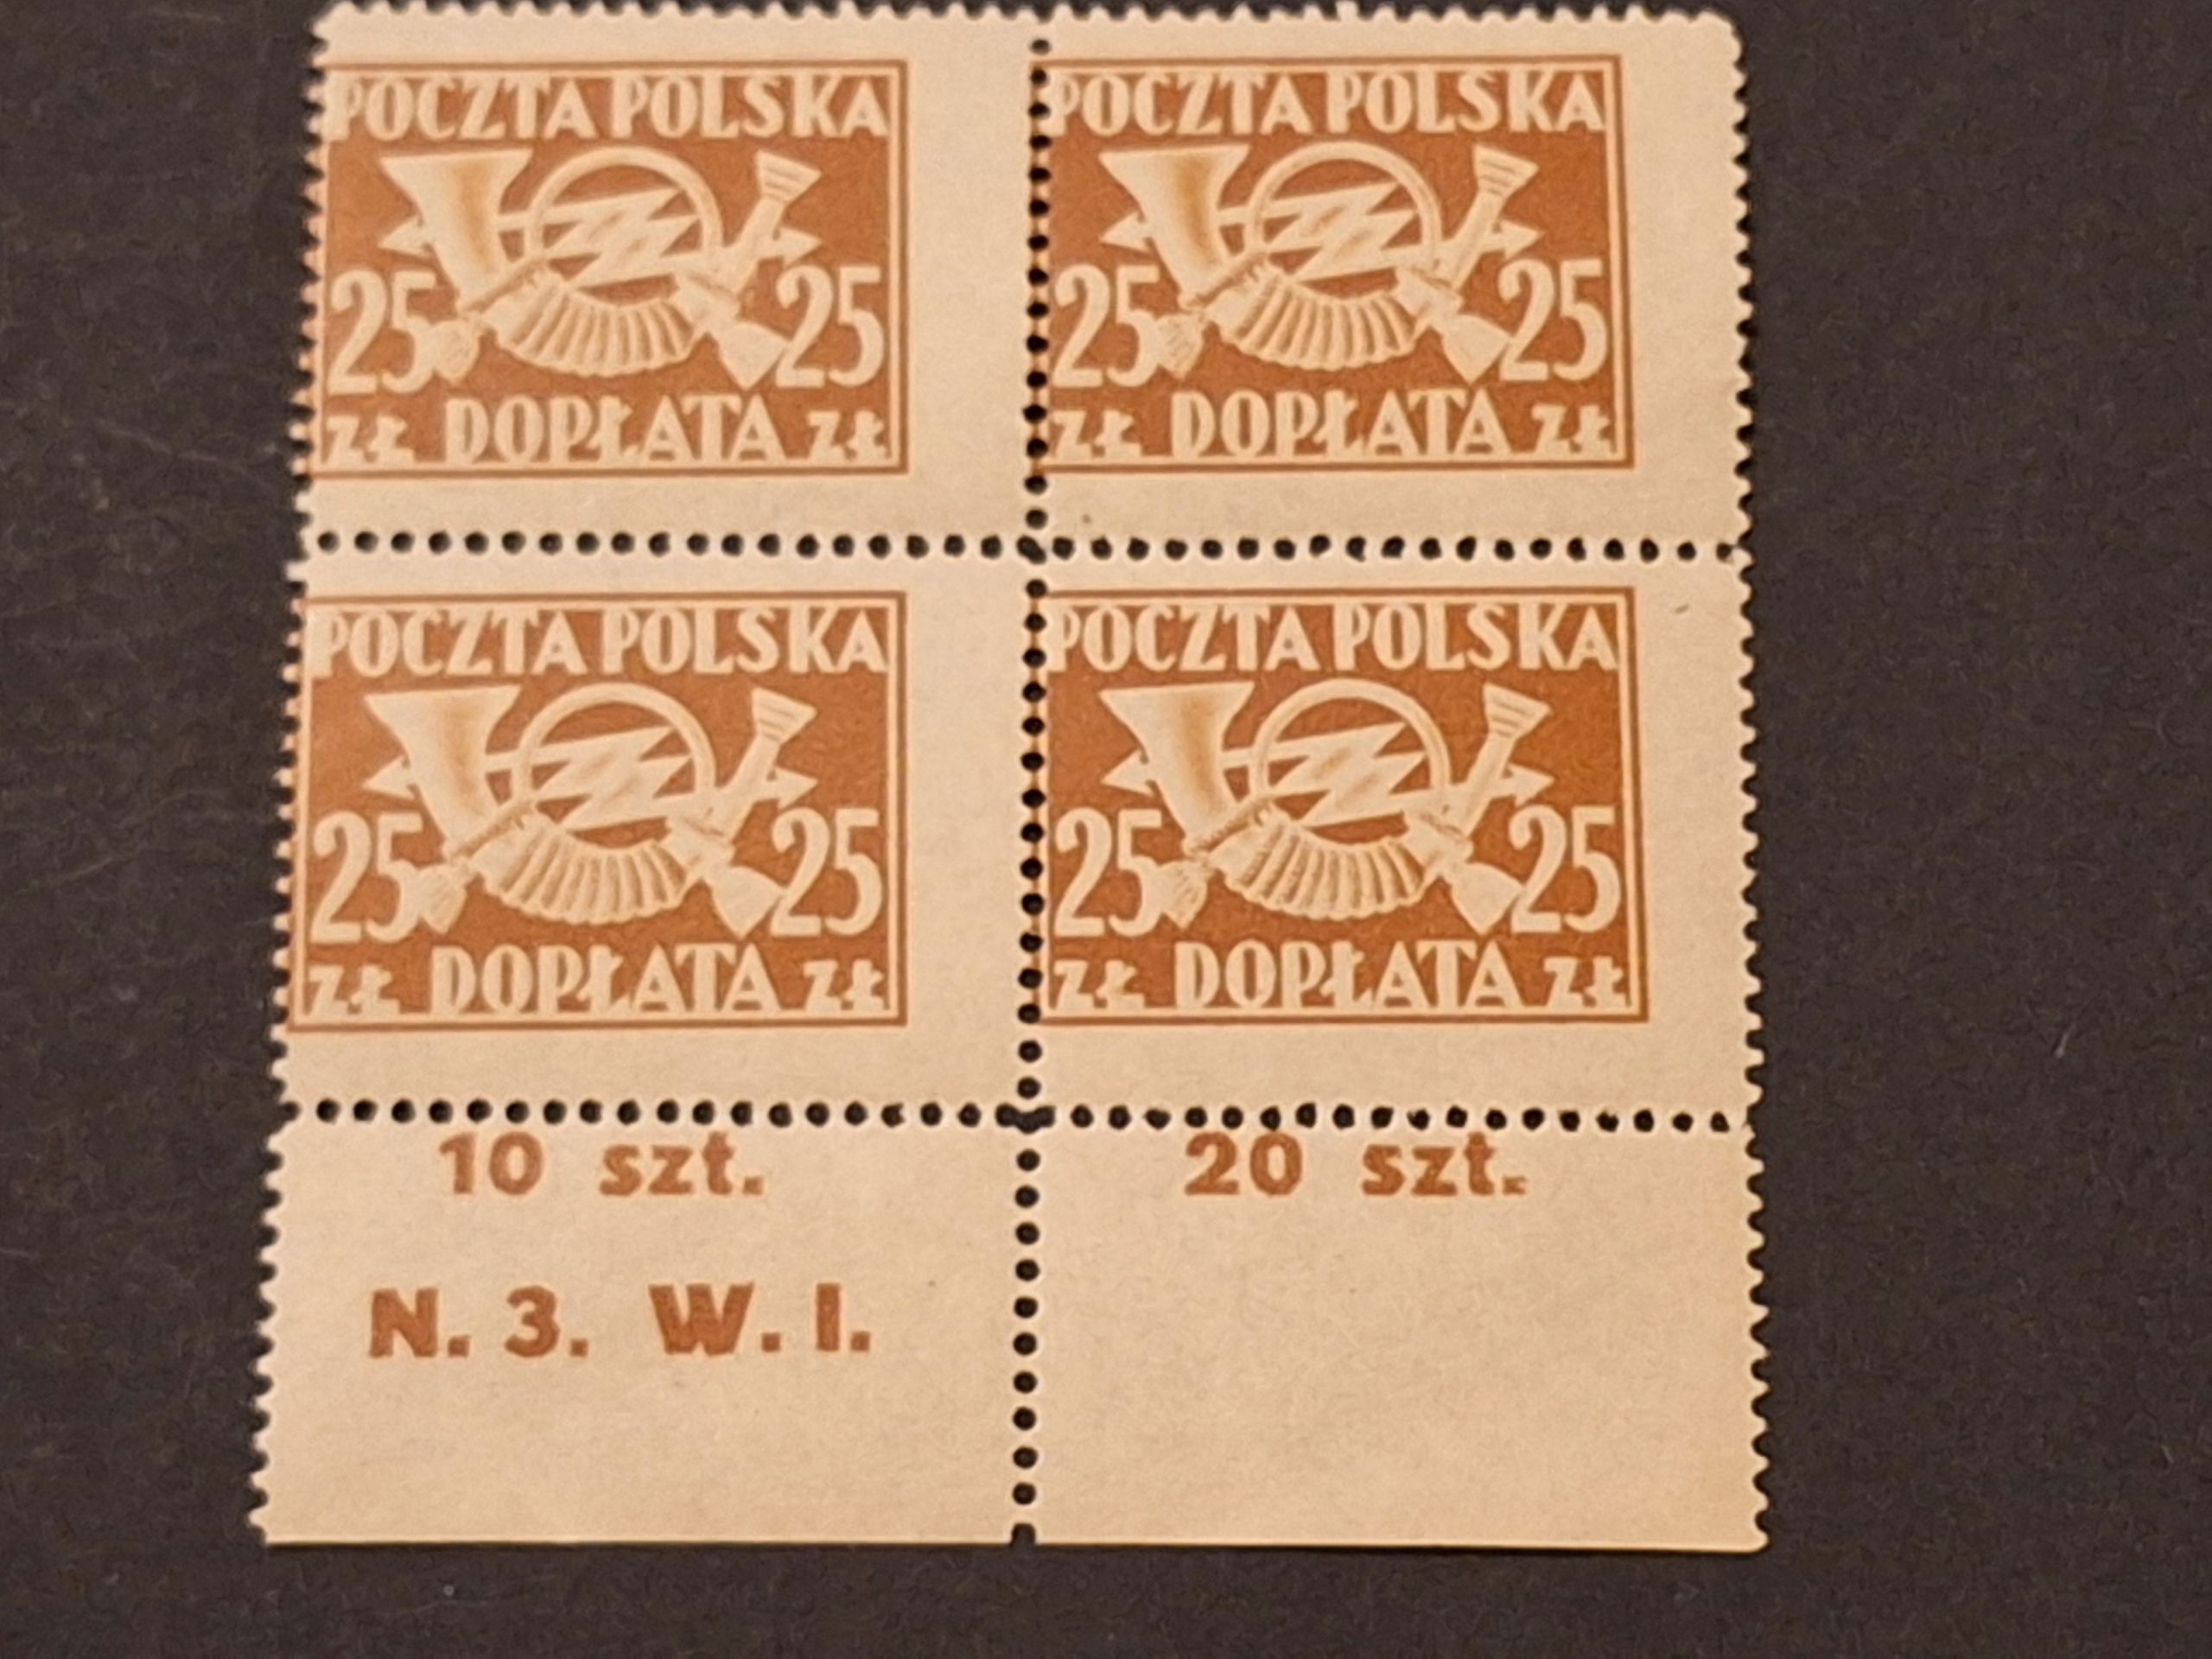 POCZTA POLSKA
25 25
ZŁ DOPŁATA ZŁ
POCZTA POLSKA
25 25
ZŁ DOPŁATA ZŁ
POCZTA POLSKA
25 25
ZŁ DOPŁATA ZŁ
POCZTA POLSKA
25 25
ZŁ DOPŁATA ZŁ
10 szt.
20 szt.
N. 3. W. I.